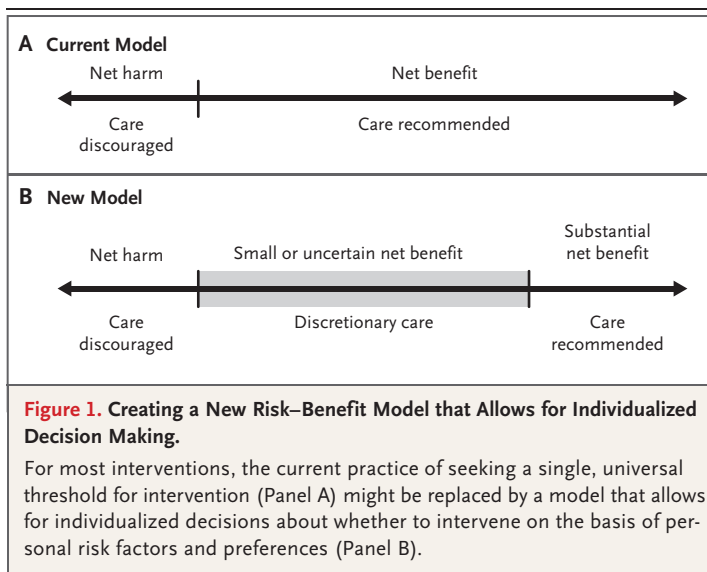 A Current Model
Net harm Net benefit
Care discouraged Care recommended
B New Model
Net harm Small or uncertain net benefit Substantial net benefit
Care discouraged Discretionary care Care recommended
Figure 1. Creating a New Risk–Benefit Model that Allows for Individualized
Decision Making.
For most interventions, the current practice of seeking a single, universal
threshold for intervention (Panel A) might be replaced by a model that allows
for individualized decisions about whether to intervene on the basis of per-
sonal risk factors and preferences (Panel B).